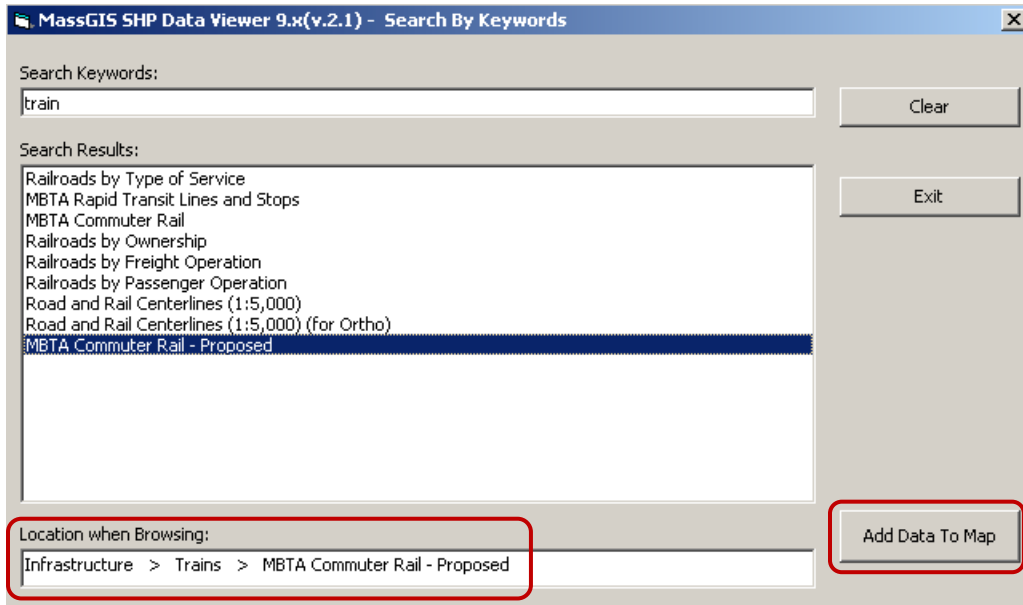 MassGIS SHP Data Viewer 9.x(v.2.1) - Search By Keywords
Search Keywords:
train
Clear
Search Results:
Railroads by Type of Service
MBTA Rapid Transit Lines and Stops
MBTA Commuter Rail
Railroads by Ownership
Railroads by Freight Operation
Railroads by Passenger Operation
Road and Rail Centerlines (1:5,000)
Road and Rail Centerlines (1:5,000) (for Ortho)
MBTA Commuter Rail - Proposed
Exit
Location when Browsing:
Infrastructure > Trains > MBTA Commuter Rail - Proposed
Add Data To Map